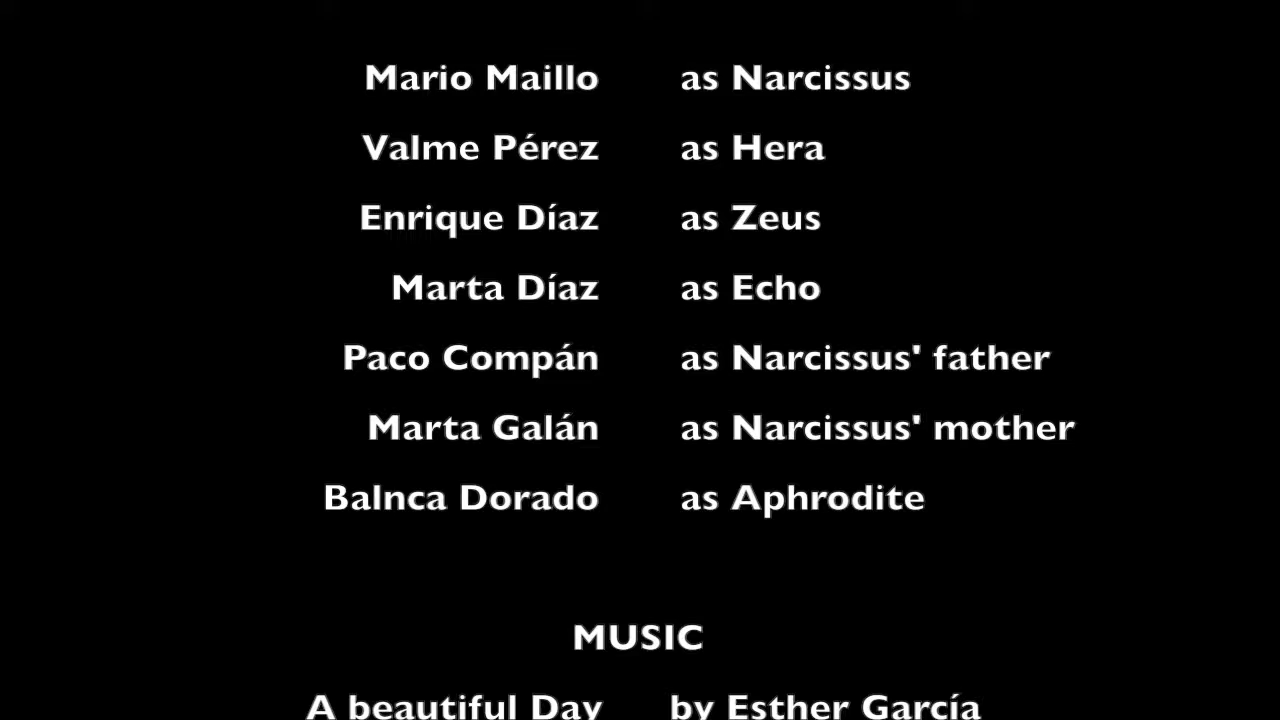 Mario Maillo as Narcissus
Valme Pérez as Hera
Enrique Díaz as Zeus
Marta Díaz as Echo
Paco Compán as Narcissus' father
Marta Galán as Narcissus' mother
Balnca Dorado as Aphrodite
MUSIC
A beautiful Day by Esther García